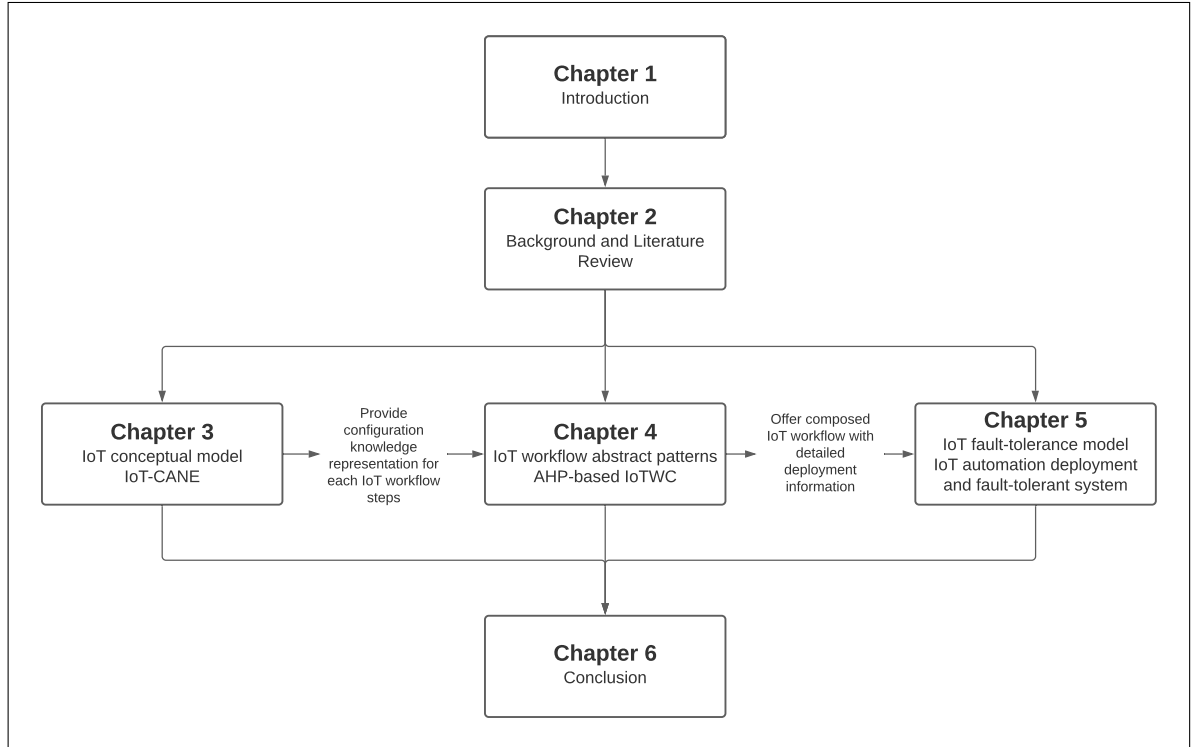 Chapter 1
Introduction
Chapter 2
Background and Literature
Review
Chapter 3
IoT conceptual model
IoT-CANE
Provide
configuration
knowledge
representation for
each IoT workflow
steps
Chapter 4
IoT workflow abstract patterns
AHP-based IoTWC
Offer composed
IoT workflow with
detailed
deployment
information
Chapter 5
IoT fault-tolerance model
IoT automation deployment
and fault-tolerant system
Chapter 6
Conclusion